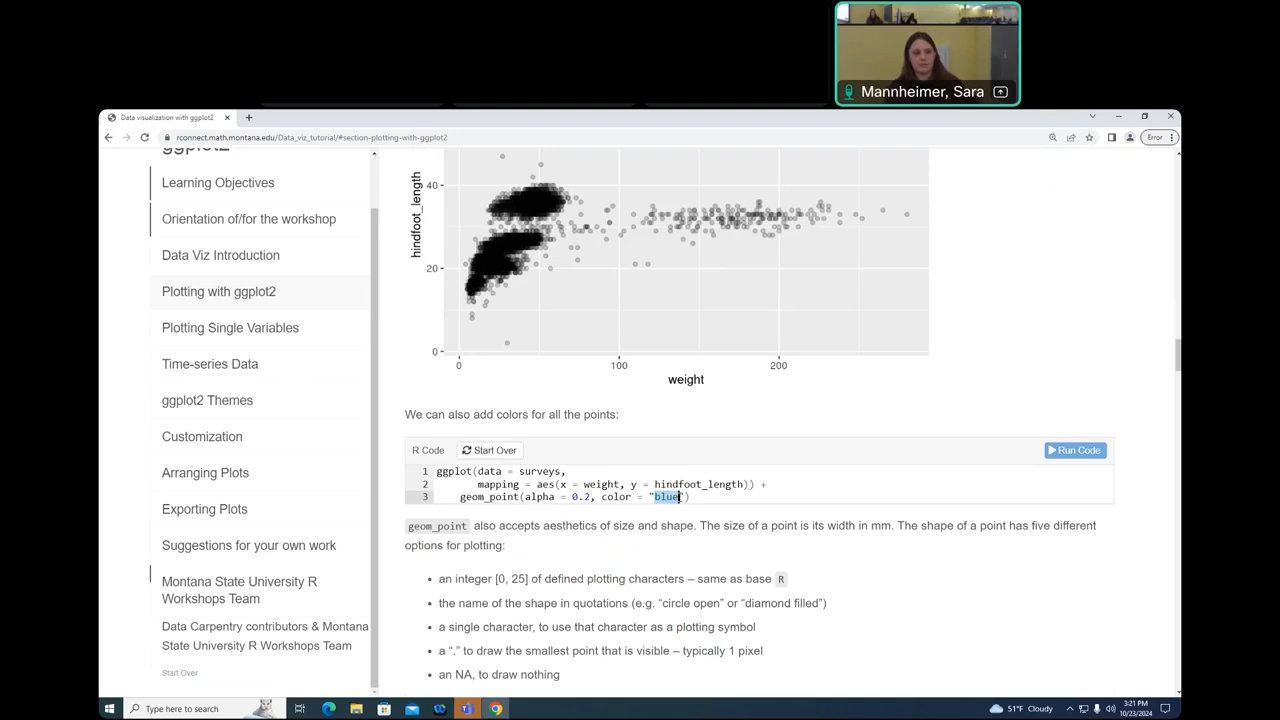 Mannheimer, Sara
Data visualization with ggplot2
rconnect.math.montana.edu/Data_viz_tutorial/#section-plotting-with-ggplot2
Error
ggplot2
Learning Objectives
Orientation of/for the workshop
Data Viz Introduction
Plotting with ggplot2
Plotting Single Variables
Time-series Data
ggplot2 Themes
Customization
Arranging Plots
Exporting Plots
Suggestions for your own work
Montana State University R
Workshops Team
Data Carpentry contributors & Montana
State University R Workshops Team
Start Over
hindfoot_length
40
20
0
0 100 200
weight
We can also add colors for all the points:
R Code Start Over Run Code
1 ggplot(data = surveys,
2 mapping = aes(x = weight, y = hindfoot_length)) +
3 geom_point(alpha = 0.2, color = "blue")
geom_point also accepts aesthetics of size and shape. The size of a point is its width in mm. The shape of a point has five different
options for plotting:
• an integer [0, 25] of defined plotting characters – same as base R
• the name of the shape in quotations (e.g. “circle open” or “diamond filled”)
• a single character, to use that character as a plotting symbol
• a “.” to draw the smallest point that is visible – typically 1 pixel
• an NA, to draw nothing
Type here to search
51°F Cloudy
3:21 PM
10/23/2024